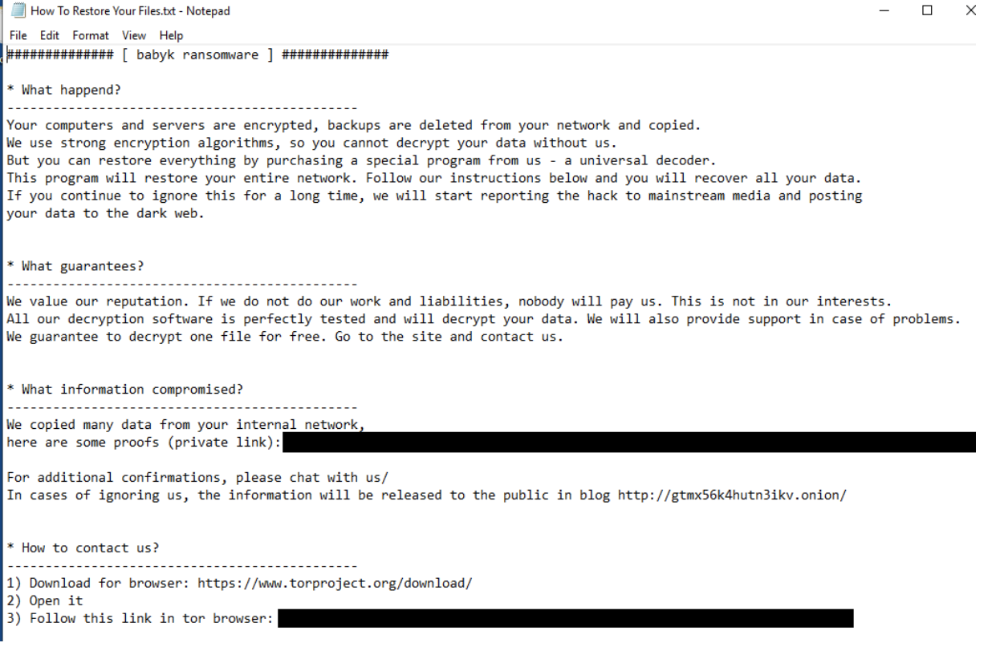 How To Restore Your Files.txt - Notepad
File Edit Format View Help
############## [ babyk ransomware ] ##############
* What happend?
----------------------------------------------
Your computers and servers are encrypted, backups are deleted from your network and copied.
We use strong encryption algorithms, so you cannot decrypt your data without us.
But you can restore everything by purchasing a special program from us - a universal decoder.
This program will restore your entire network. Follow our instructions below and you will recover all your data.
If you continue to ignore this for a long time, we will start reporting the hack to mainstream media and posting
your data to the dark web.
* What guarantees?
----------------------------------------------
We value our reputation. If we do not do our work and liabilities, nobody will pay us. This is not in our interests.
All our decryption software is perfectly tested and will decrypt your data. We will also provide support in case of problems.
We guarantee to decrypt one file for free. Go to the site and contact us.
* What information compromised?
----------------------------------------------
We copied many data from your internal network,
here are some proofs (private link):
For additional confirmations, please chat with us/
In cases of ignoring us, the information will be released to the public in blog http://gtmx56k4hutn3ikv.onion/
* How to contact us?
----------------------------------------------
1) Download for browser: https://www.torproject.org/download/
2) Open it
3) Follow this link in tor browser: